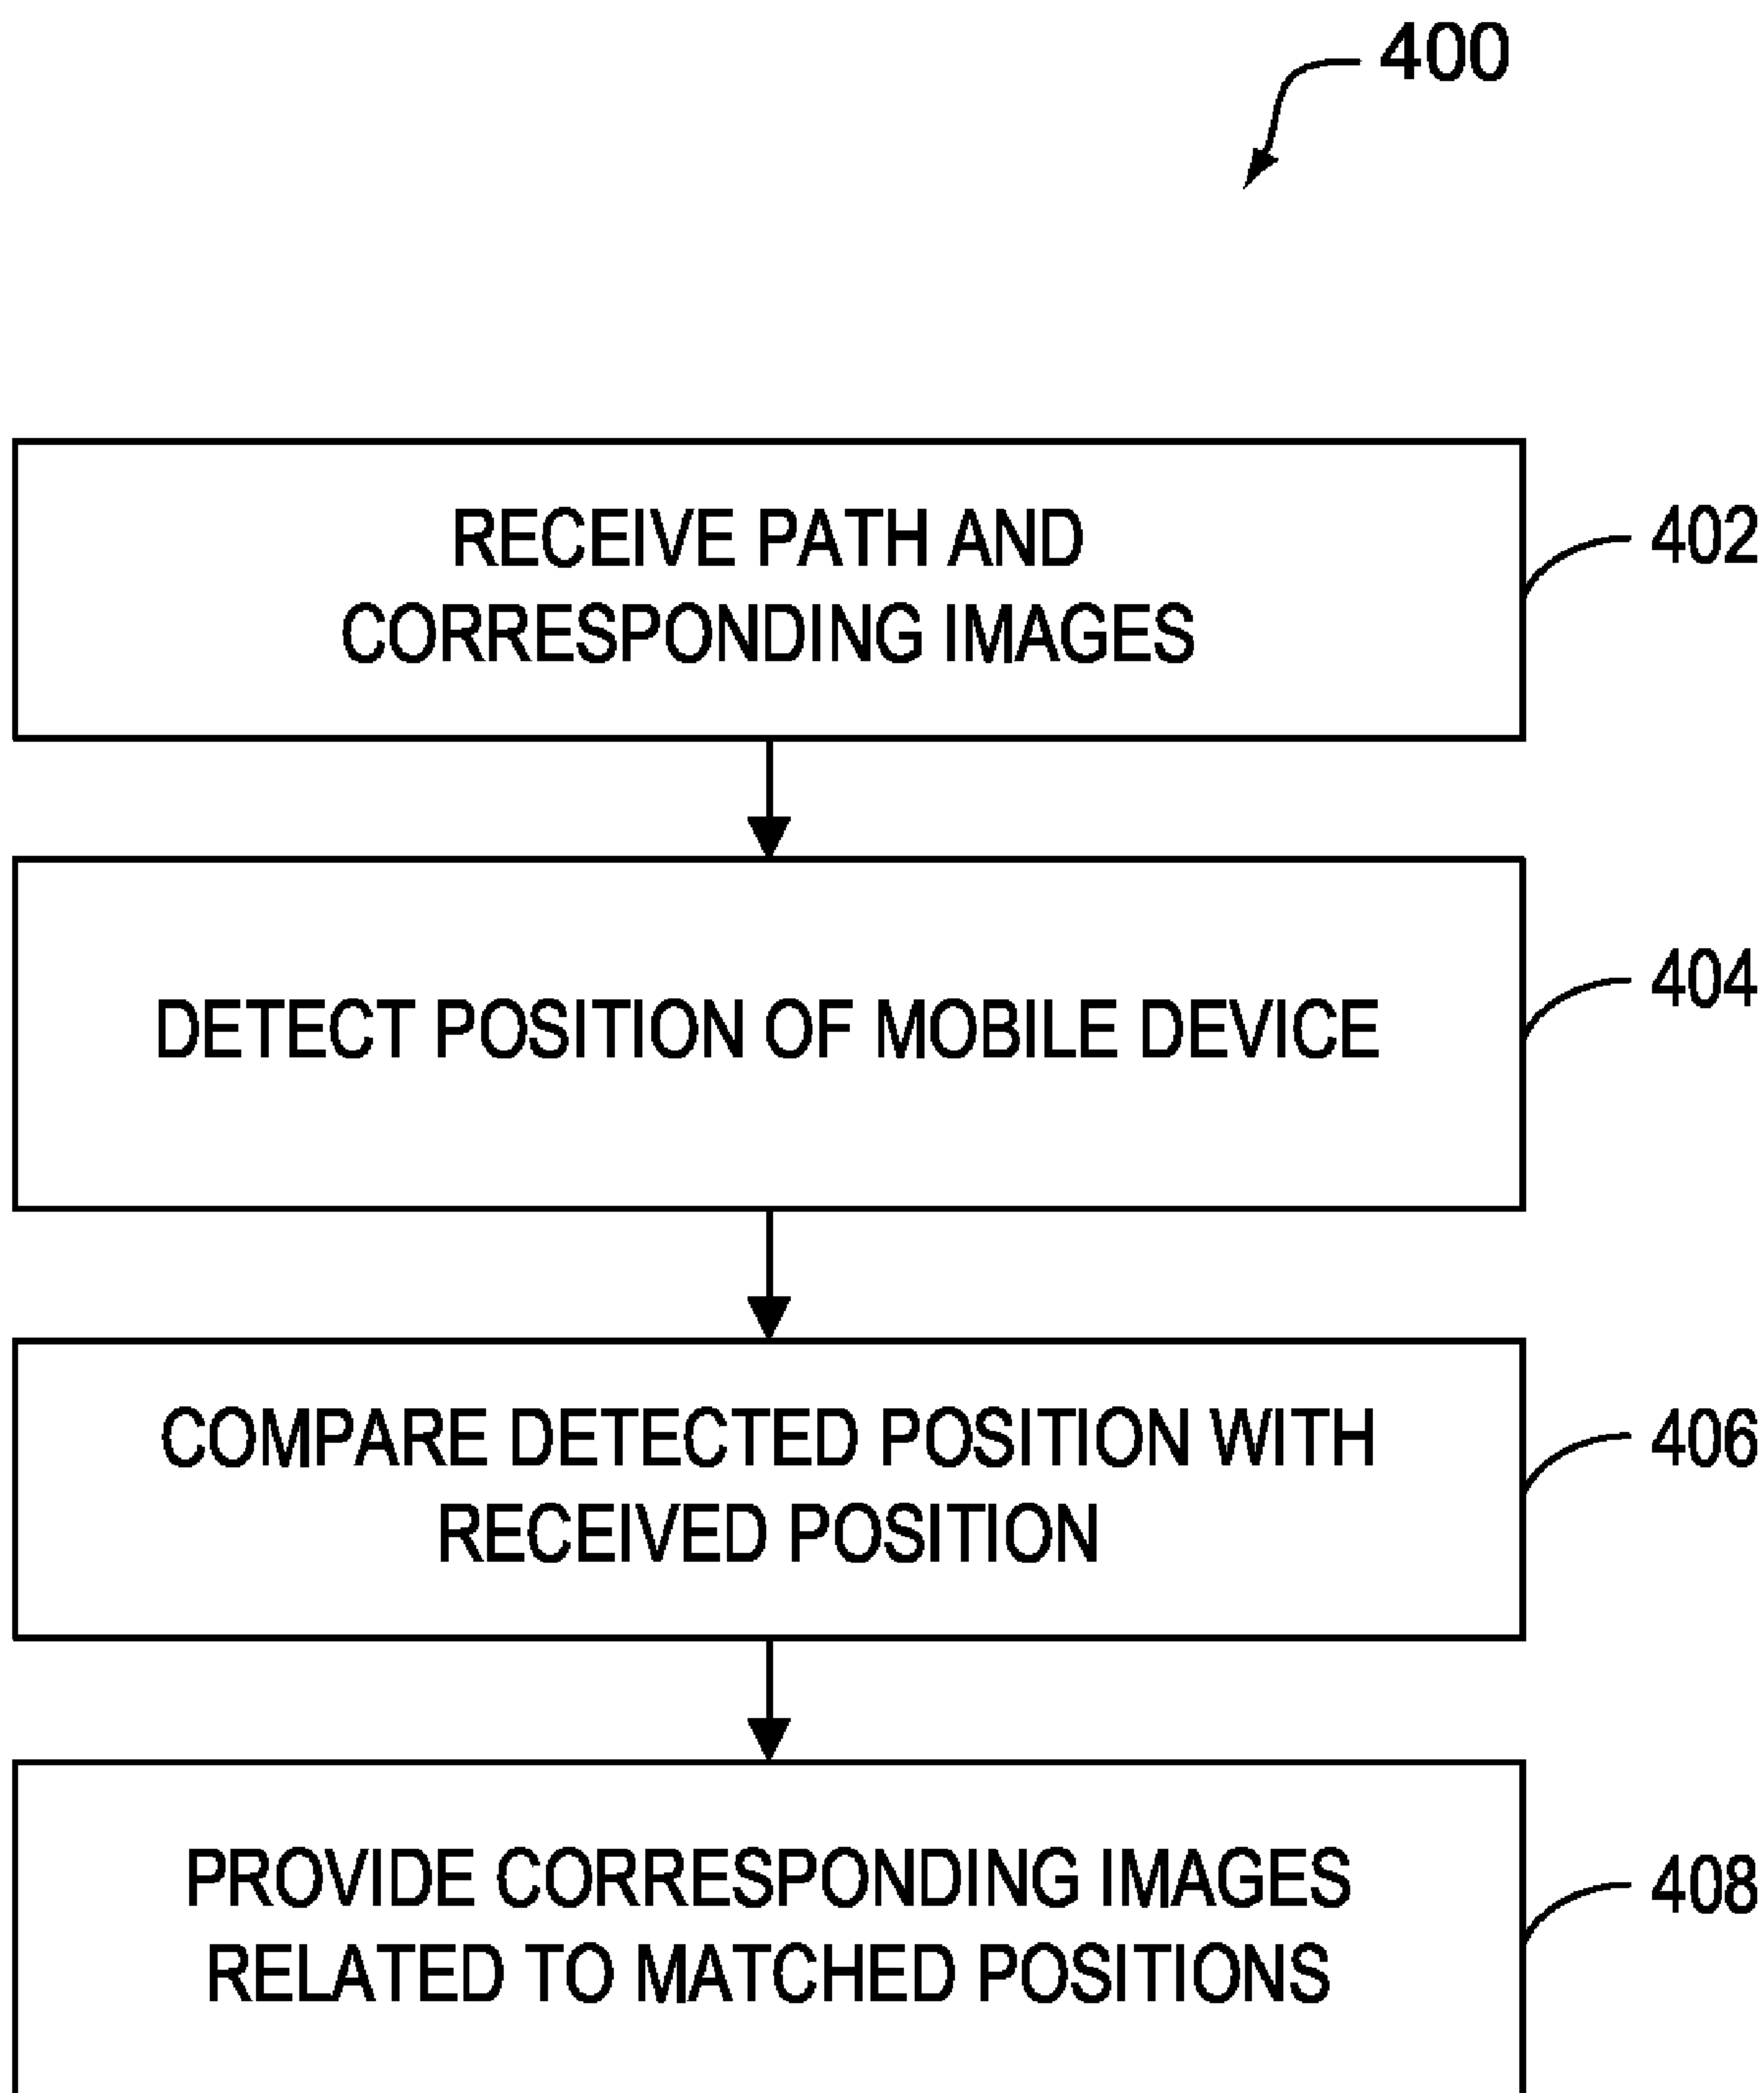 400
RECEIVE PATH AND
CORRESPONDING IMAGES
402
DETECT POSITION OF MOBILE DEVICE
404
COMPARE DETECTED POSITION WITH
RECEIVED POSITION
406
PROVIDE CORRESPONDING IMAGES
RELATED TO MATCHED POSITIONS
408